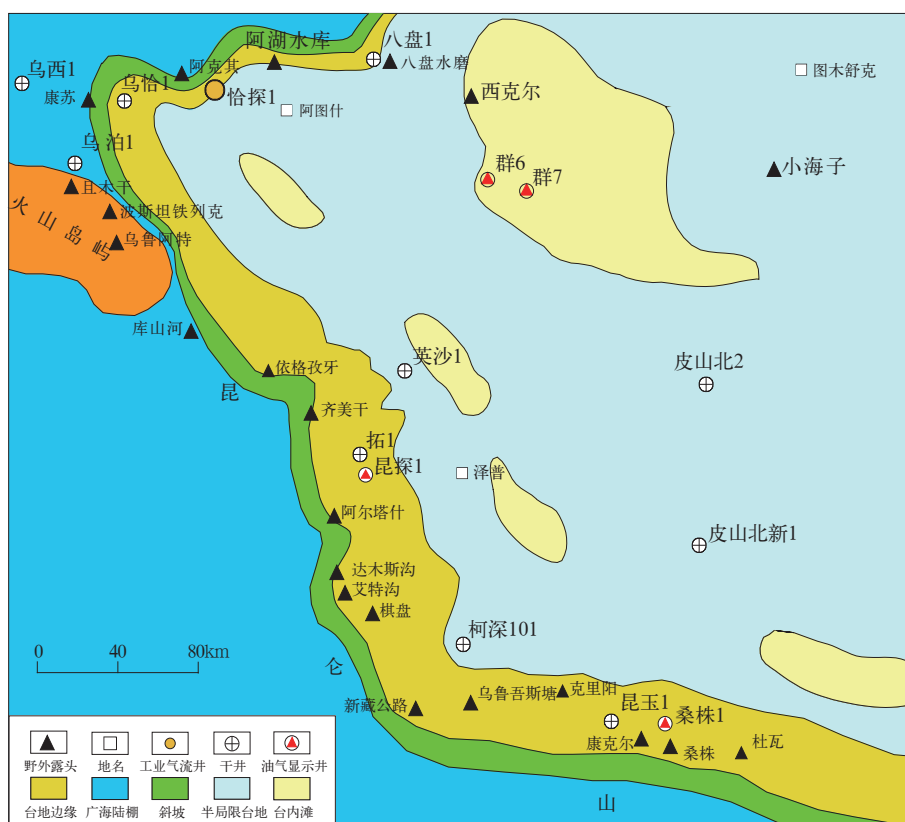 阿湖水库
八盘1
乌西1
阿克其
八盘水磨
图木舒克
康苏
乌恰1
恰探1
阿图什
西克尔
乌泊1
群6
群7
小海子
且木干
火山岛屿
波斯坦铁列克
乌鲁阿特
库山河
依格孜牙
英沙1
皮山北2
昆
齐美干
拓1
昆探1
泽普
阿尔塔什
皮山北新1
达木斯沟
艾特沟
棋盘
柯深101
0 40 80km
仑
新藏公路
乌鲁吾斯塘
克里阳
昆玉1
桑株1
康克尔
桑株
杜瓦
山
野外露头 地名 工业气流井 干井 油气显示井
台地边缘 广海陆棚 斜坡 半局限台地 台内滩